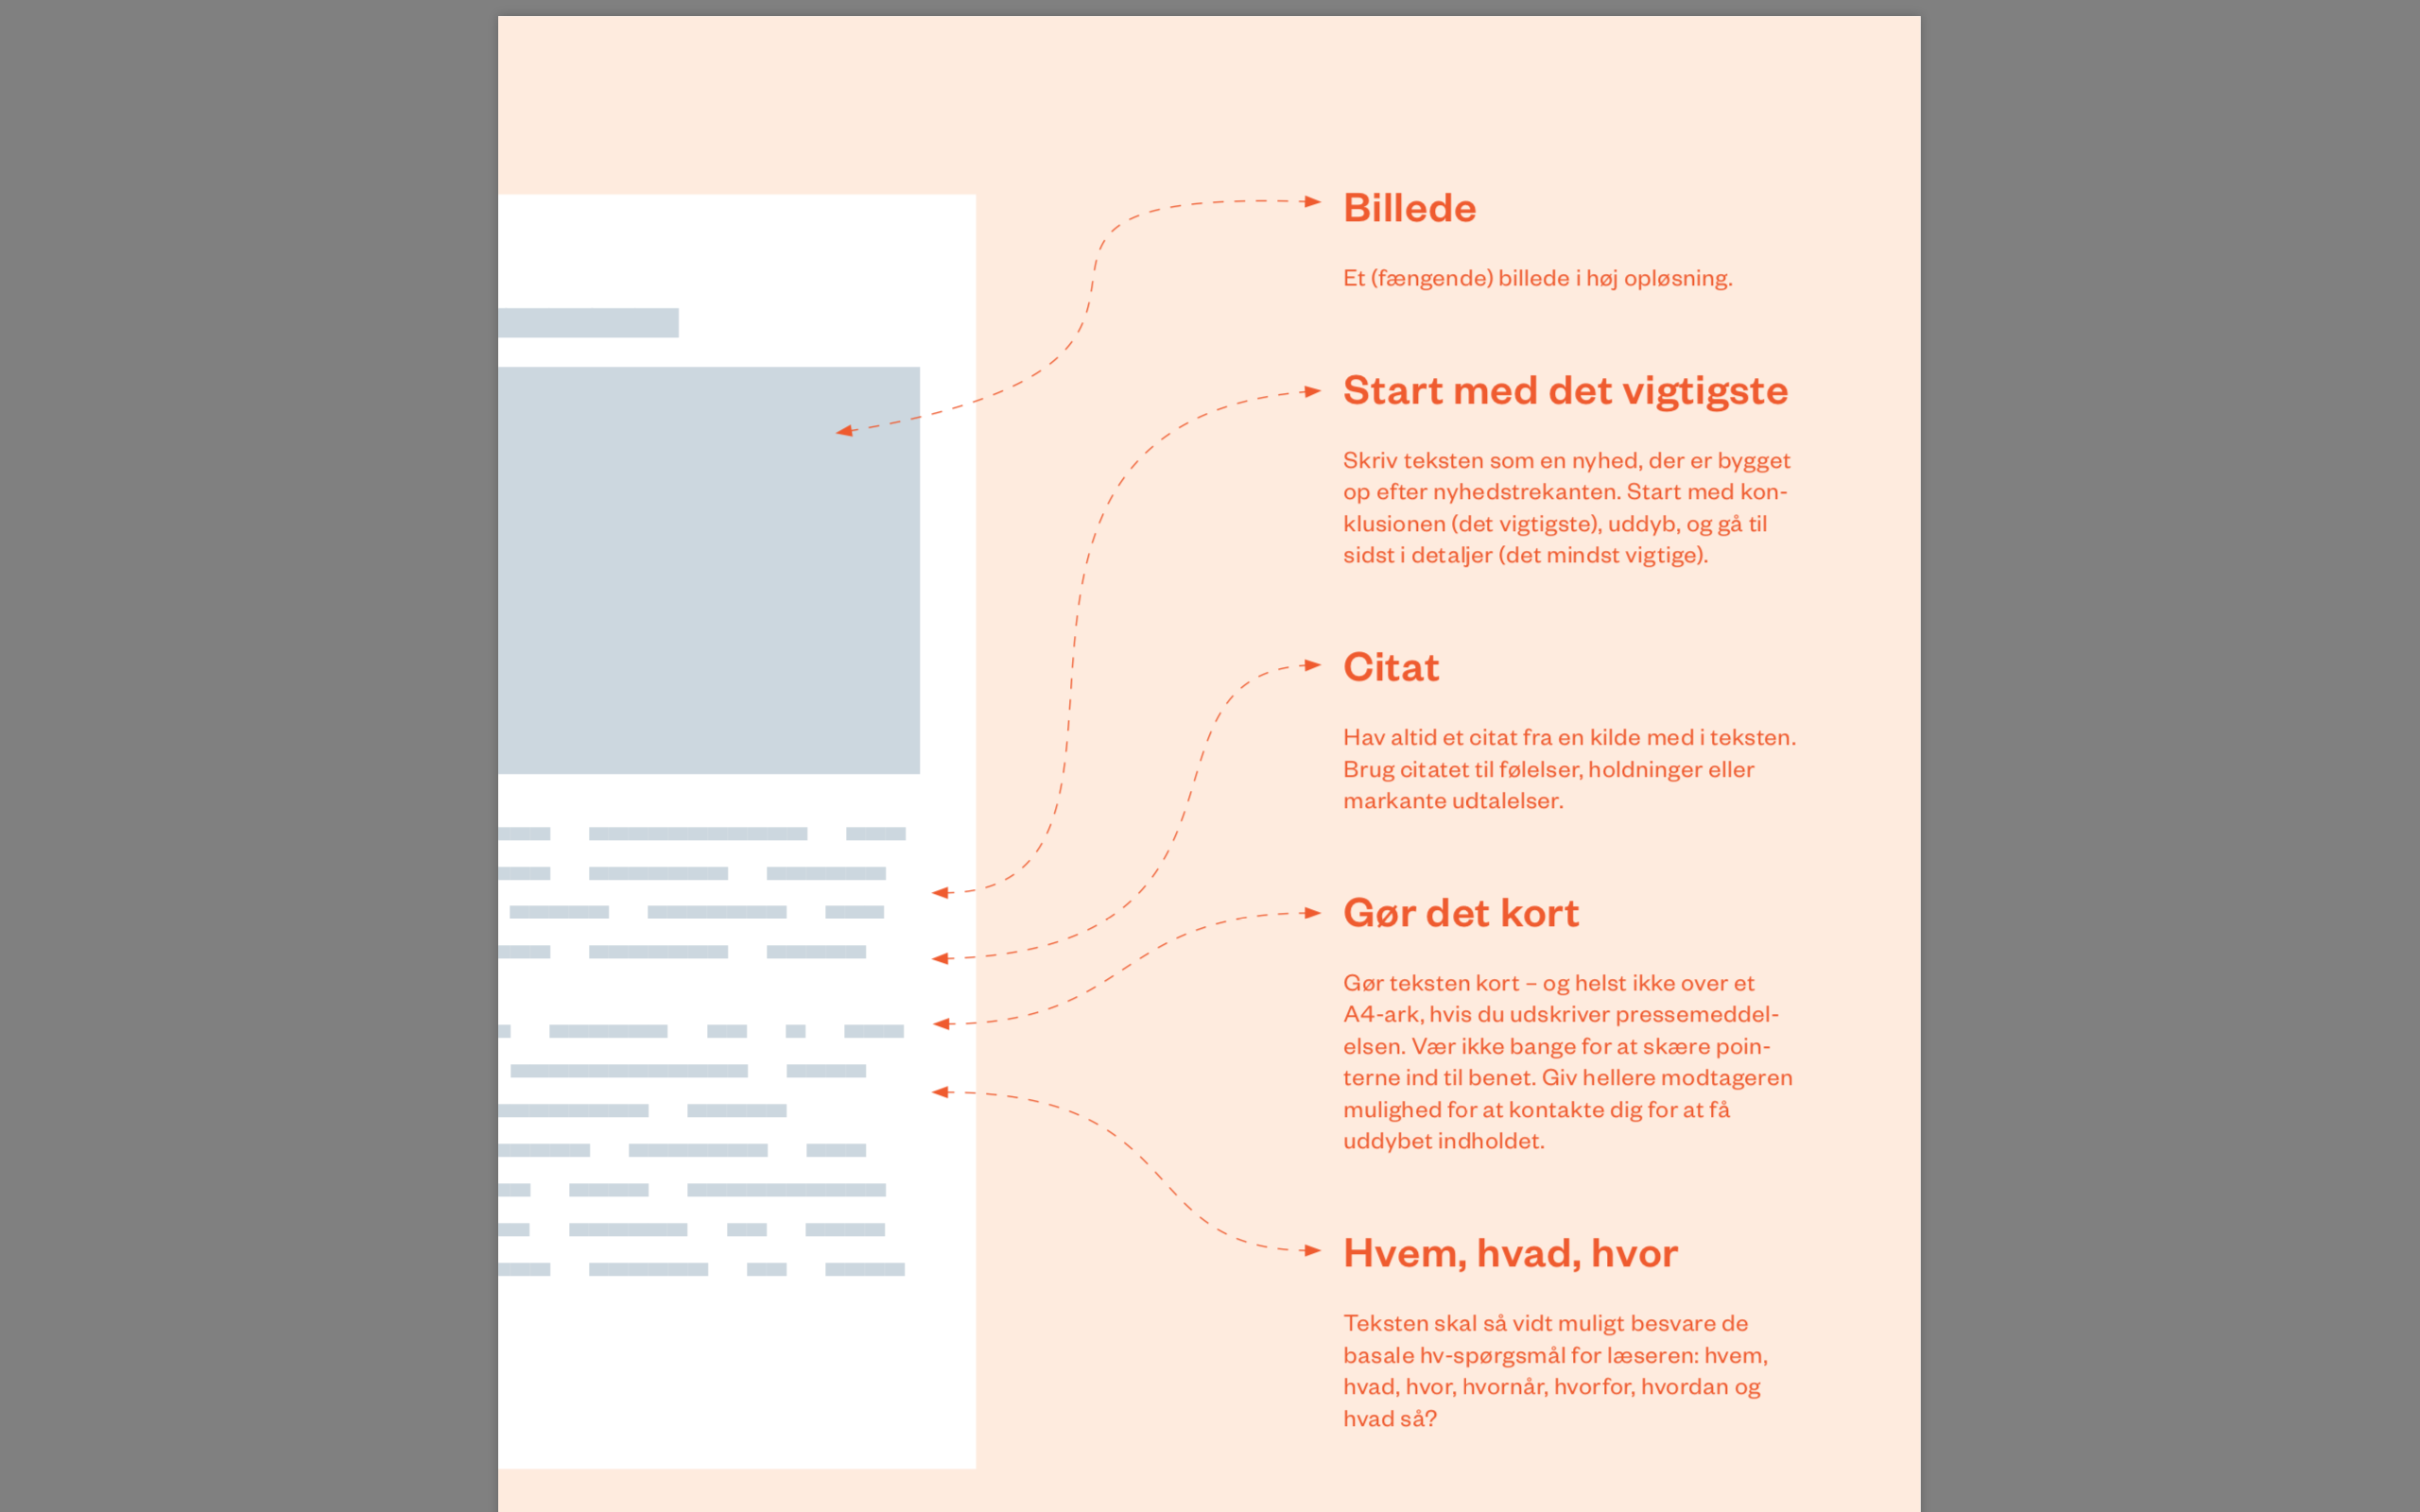 Billede
Et (fængende) billede i høj opløsning.
Start med det vigtigste
Skriv teksten som en nyhed, der er bygget
op efter nyhedstrekanten. Start med kon-
klusionen (det vigtigste), uddyb, og gå til
sidst i detaljer (det mindst vigtige).
Citat
Hav altid et citat fra en kilde med i teksten.
Brug citatet til følelser, holdninger eller
markante udtalelser.
Gør det kort
Gør teksten kort – og helst ikke over et
A4-ark, hvis du udskriver pressemeddel-
elsen. Vær ikke bange for at skære poin-
terne ind til benet. Giv hellere modtageren
mulighed for at kontakte dig for at få
uddybet indholdet.
Hvem, hvad, hvor
Teksten skal så vidt muligt besvare de
basale hv-spørgsmål for læseren: hvem,
hvad, hvor, hvornår, hvorfor, hvordan og
hvad så?